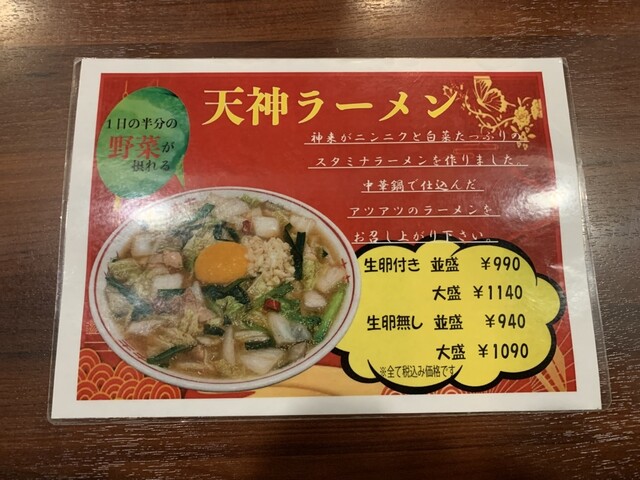 天神ラーメン
1日の半分の
野菜が
摂れる
神来がニンニクと白菜たっぷりの
スタミナラーメンを作りました。
中華鍋で仕込んだ
アツアツのラーメンを
お召し上がり下さい。
生卵付き 並盛 ￥990
大盛 ￥1140
生卵無し 並盛 ￥940
大盛 ￥1090
※全て税込み価格です